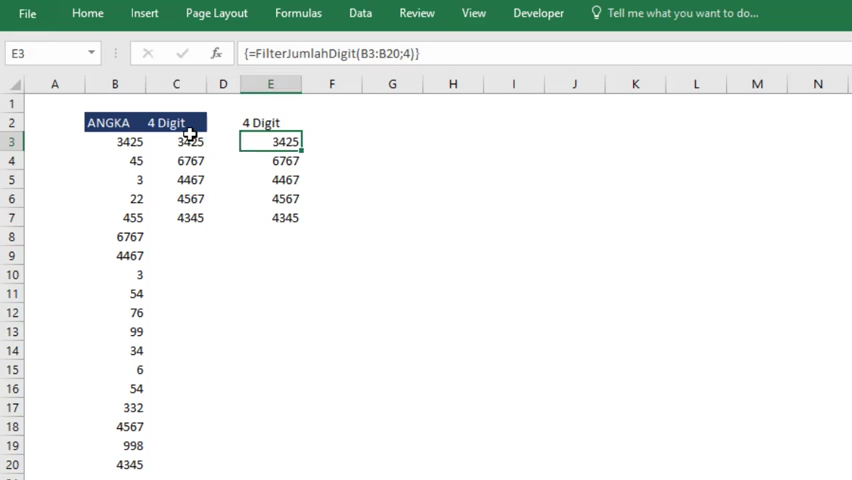 File Home Insert Page Layout Formulas Data Review View Developer Tell me what you want to do...
E3 fx {=FilterJumlahDigit(B3:B20;4)}
A B C D E F G H I J K L M N
1
2 ANGKA 4 Digit 4 Digit
3 3425 3425 3425
4 45 6767 6767
5 3 4467 4467
6 22 4567 4567
7 455 4345 4345
8 6767
9 4467
10 3
11 54
12 76
13 99
14 34
15 6
16 54
17 332
18 4567
19 998
20 4345